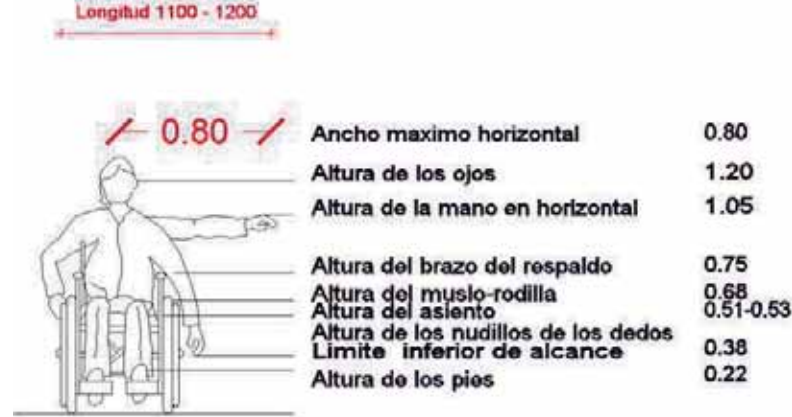 Longitud 1100 - 1200
0.80
Ancho maximo horizontal 0.80
Altura de los ojos 1.20
Altura de la mano en horizontal 1.05
Altura del brazo del respaldo 0.75
Altura del muslo-rodilla 0.68
Altura del asiento 0.51-0.53
Altura de los nudillos de los dedos
Limite inferior de alcance 0.38
Altura de los pies 0.22